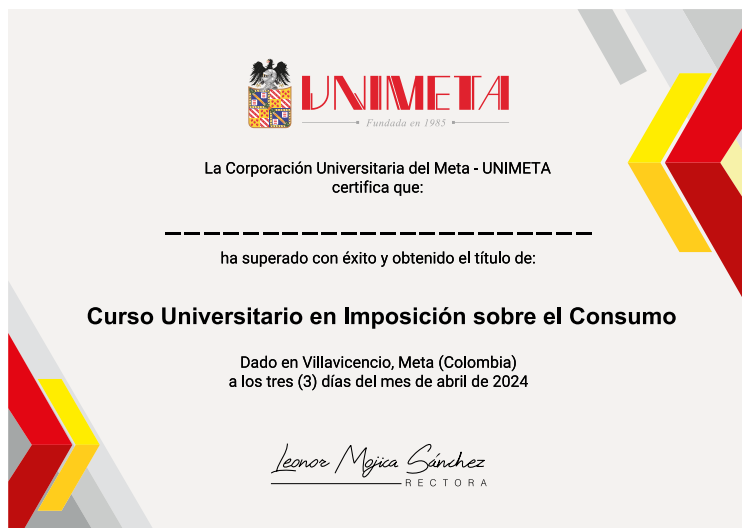 UNIMETA
Fundada en 1985
La Corporación Universitaria del Meta - UNIMETA
certifica que:
ha superado con éxito y obtenido el título de:
Curso Universitario en Imposición sobre el Consumo
Dado en Villavicencio, Meta (Colombia)
a los tres (3) días del mes de abril de 2024
Leonor Mojica Sánchez
RECTORA